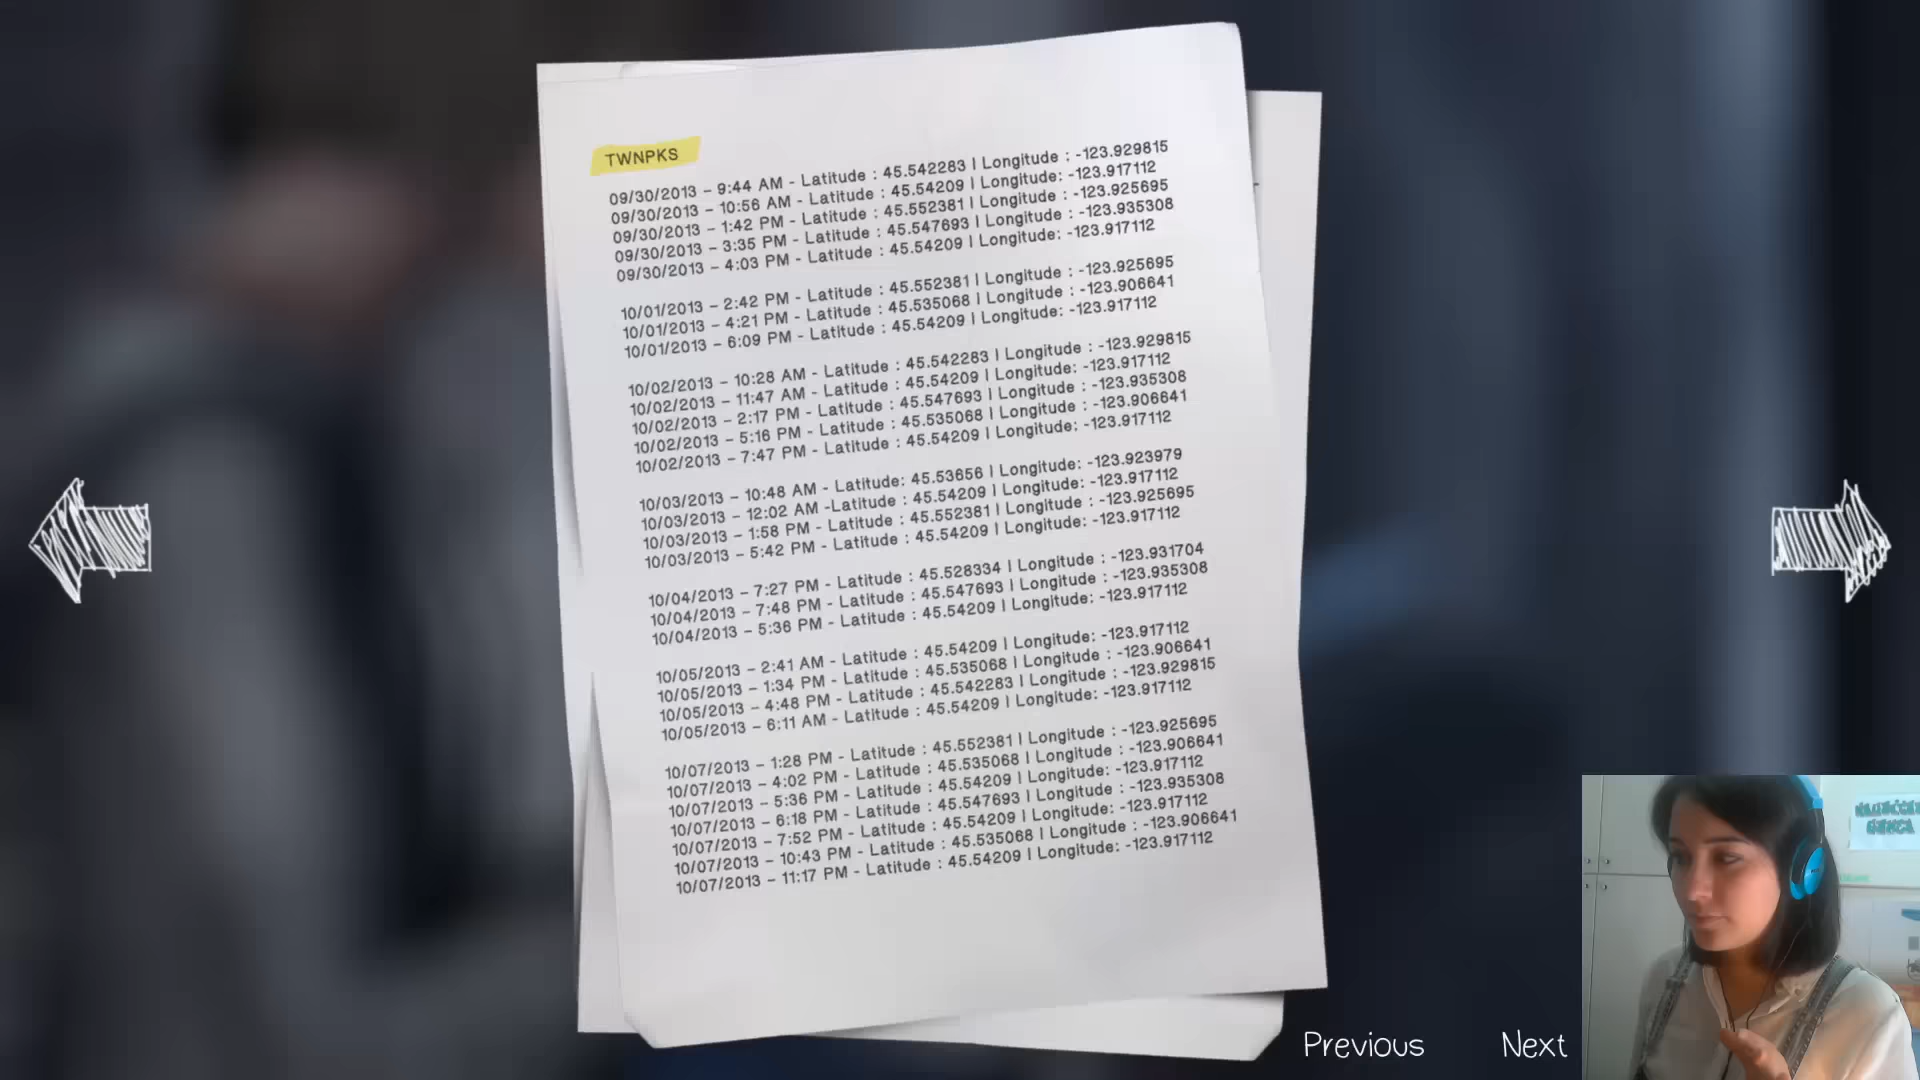 TWNPKS
09/30/2013 – 9:44 AM - Latitude : 45.542283 | Longitude : -123.929815
09/30/2013 – 10:56 AM - Latitude : 45.54209 | Longitude: -123.917112
09/30/2013 – 1:42 PM - Latitude : 45.552381 | Longitude : -123.925695
09/30/2013 – 3:35 PM - Latitude : 45.547693 | Longitude : -123.935308
09/30/2013 – 4:03 PM - Latitude : 45.54209 | Longitude: -123.917112
10/01/2013 – 2:42 PM - Latitude : 45.552381 | Longitude : -123.925695
10/01/2013 – 4:21 PM - Latitude : 45.535068 | Longitude : -123.906641
10/01/2013 – 6:09 PM - Latitude : 45.54209 | Longitude: -123.917112
10/02/2013 – 10:28 AM - Latitude : 45.542283 | Longitude : -123.929815
10/02/2013 – 11:47 AM - Latitude : 45.54209 | Longitude: -123.917112
10/02/2013 – 2:17 PM - Latitude : 45.547693 | Longitude : -123.935308
10/02/2013 – 5:16 PM - Latitude : 45.535068 | Longitude : -123.906641
10/02/2013 – 7:47 PM - Latitude : 45.54209 | Longitude: -123.917112
10/03/2013 – 10:48 AM - Latitude: 45.53656 | Longitude: -123.923979
10/03/2013 – 12:02 AM -Latitude : 45.54209 | Longitude: -123.917112
10/03/2013 – 1:58 PM - Latitude : 45.552381 | Longitude : -123.925695
10/03/2013 – 5:42 PM - Latitude : 45.54209 | Longitude: -123.917112
10/04/2013 – 7:27 PM - Latitude : 45.528334 | Longitude : -123.931704
10/04/2013 – 7:48 PM - Latitude : 45.547693 | Longitude : -123.935308
10/04/2013 – 5:36 PM - Latitude : 45.54209 | Longitude: -123.917112
10/05/2013 – 2:41 AM - Latitude : 45.54209 | Longitude: -123.917112
10/05/2013 – 1:34 PM - Latitude : 45.535068 | Longitude : -123.906641
10/05/2013 – 4:48 PM - Latitude : 45.542283 | Longitude : -123.929815
10/05/2013 – 6:11 AM - Latitude : 45.54209 | Longitude: -123.917112
10/07/2013 – 1:28 PM - Latitude : 45.552381 | Longitude : -123.925695
10/07/2013 – 4:02 PM - Latitude : 45.535068 | Longitude : -123.906641
10/07/2013 – 5:36 PM - Latitude : 45.54209 | Longitude: -123.917112
10/07/2013 – 6:18 PM - Latitude : 45.547693 | Longitude : -123.935308
10/07/2013 – 7:52 PM - Latitude : 45.54209 | Longitude: -123.917112
10/07/2013 – 10:43 PM - Latitude : 45.535068 | Longitude : -123.906641
10/07/2013 – 11:17 PM - Latitude : 45.54209 | Longitude: -123.917112
Previous Next